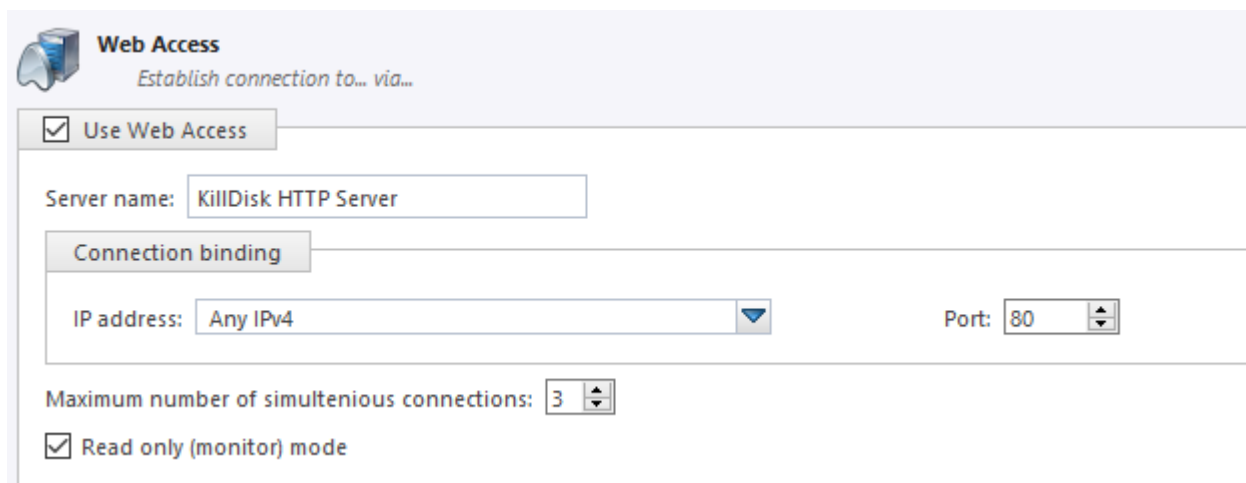 Web Access
Establish connection to... via...
Use Web Access
Server name: KillDisk HTTP Server
Connection binding
IP address: Any IPv4 Port: 80
Maximum number of simultenious connections: 3
Read only (monitor) mode